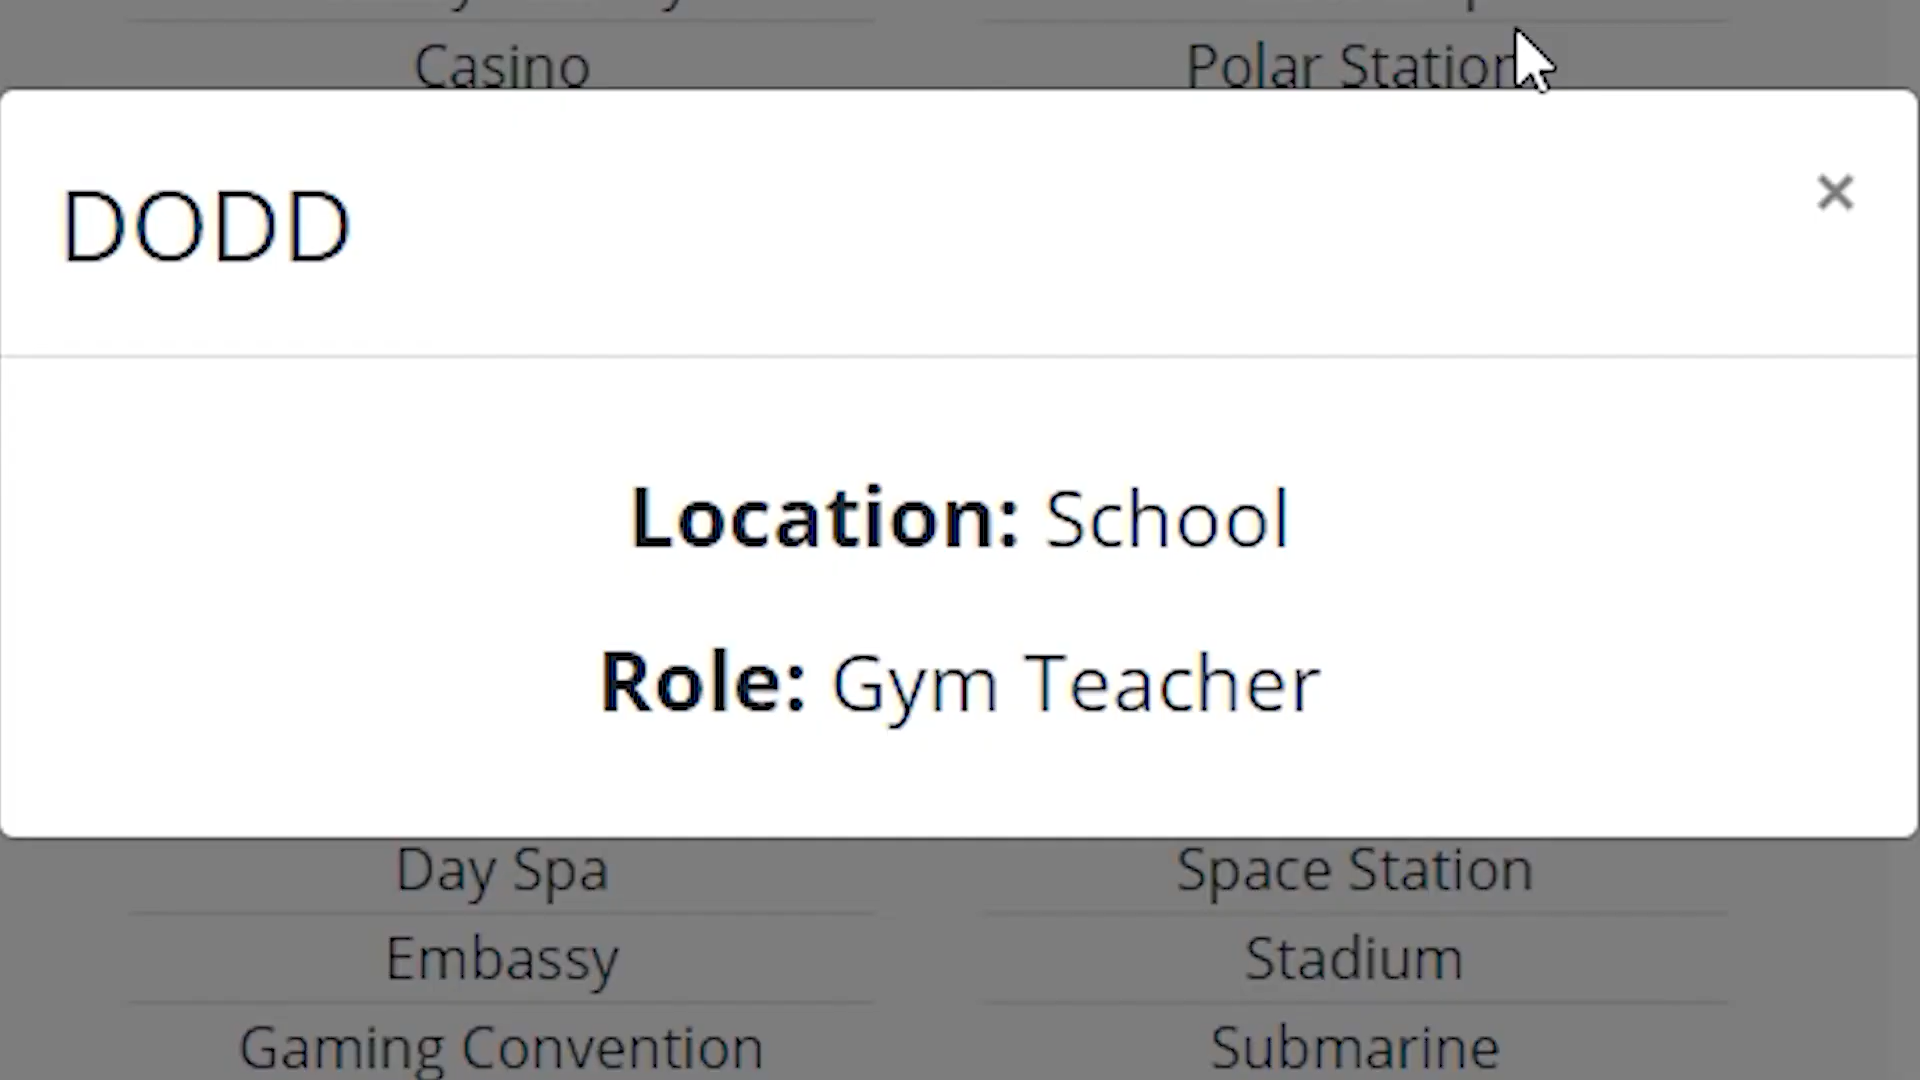 Casino
Polar Station
DODD
×
Location: School
Role: Gym Teacher
Day Spa
Space Station
Embassy
Stadium
Gaming Convention
Submarine